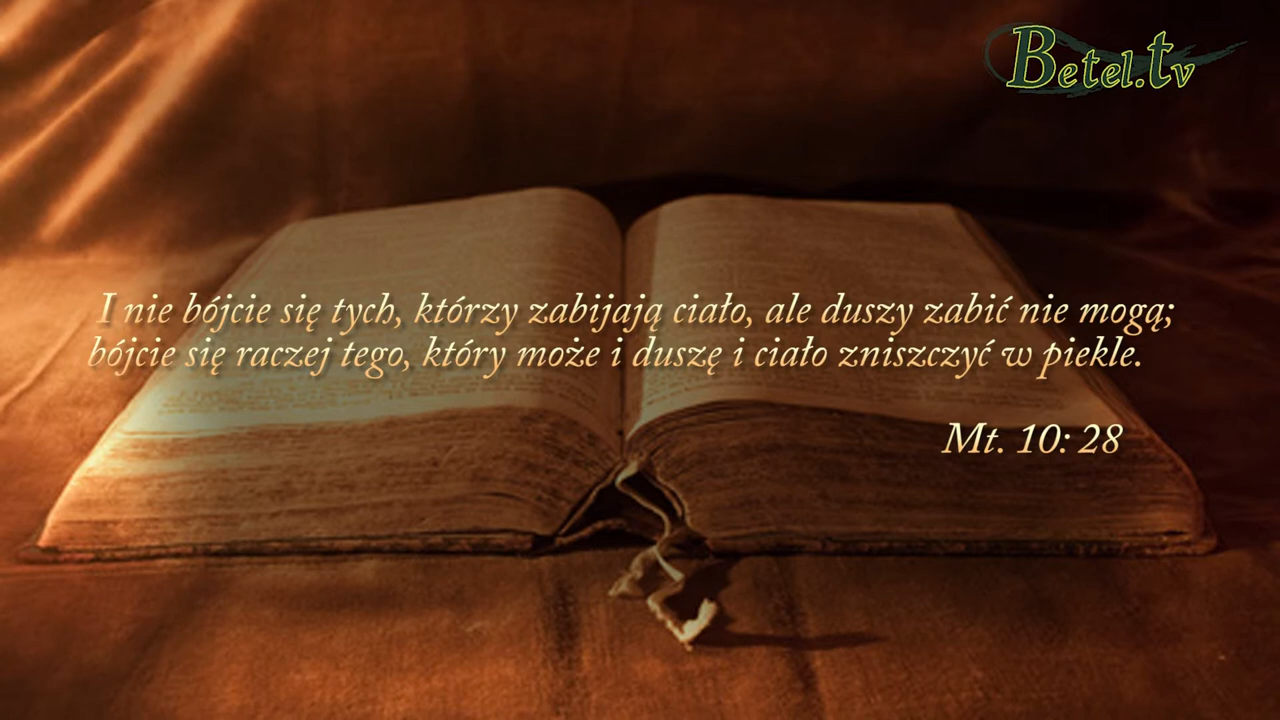 Betel.tv
I nie bójcie się tych, którzy zabijają ciało, ale duszy zabić nie mogą;
bójcie się raczej tego, który może i duszę i ciało zniszczyć w piekle.
Mt. 10: 28